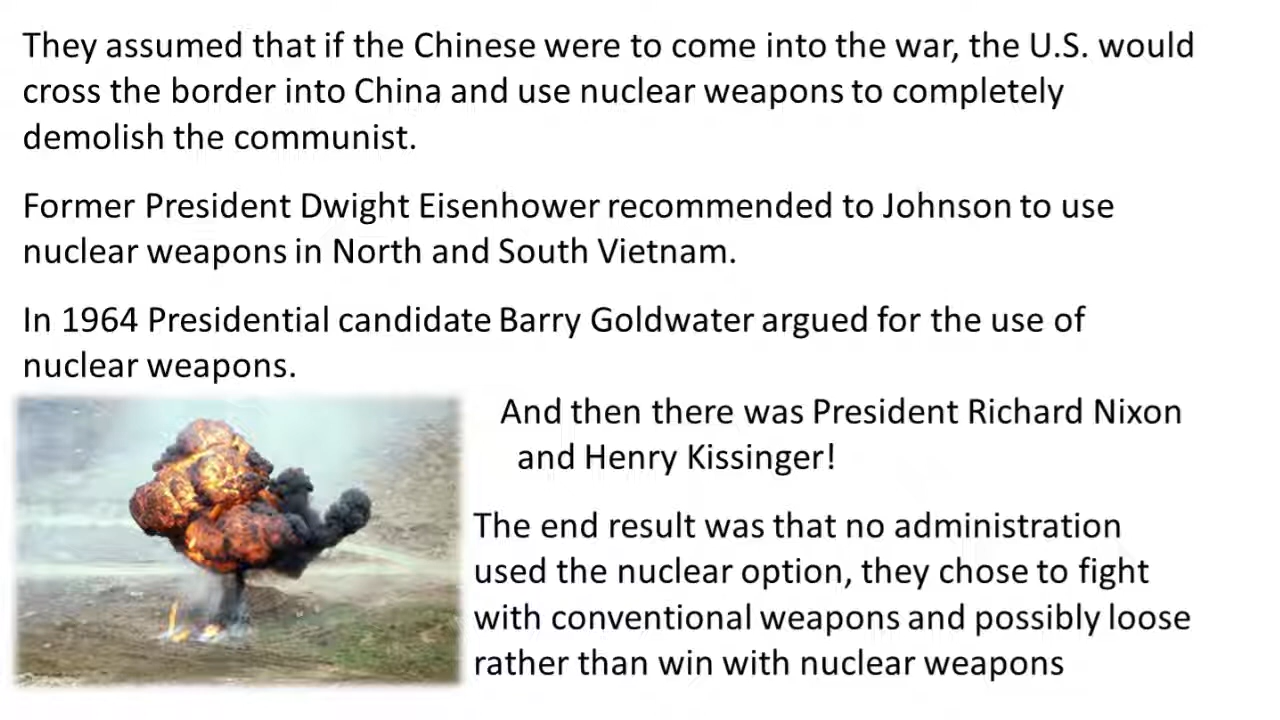 They assumed that if the Chinese were to come into the war, the U.S. would
cross the border into China and use nuclear weapons to completely
demolish the communist.
Former President Dwight Eisenhower recommended to Johnson to use
nuclear weapons in North and South Vietnam.
In 1964 Presidential candidate Barry Goldwater argued for the use of
nuclear weapons.
And then there was President Richard Nixon
and Henry Kissinger!
The end result was that no administration
used the nuclear option, they chose to fight
with conventional weapons and possibly loose
rather than win with nuclear weapons